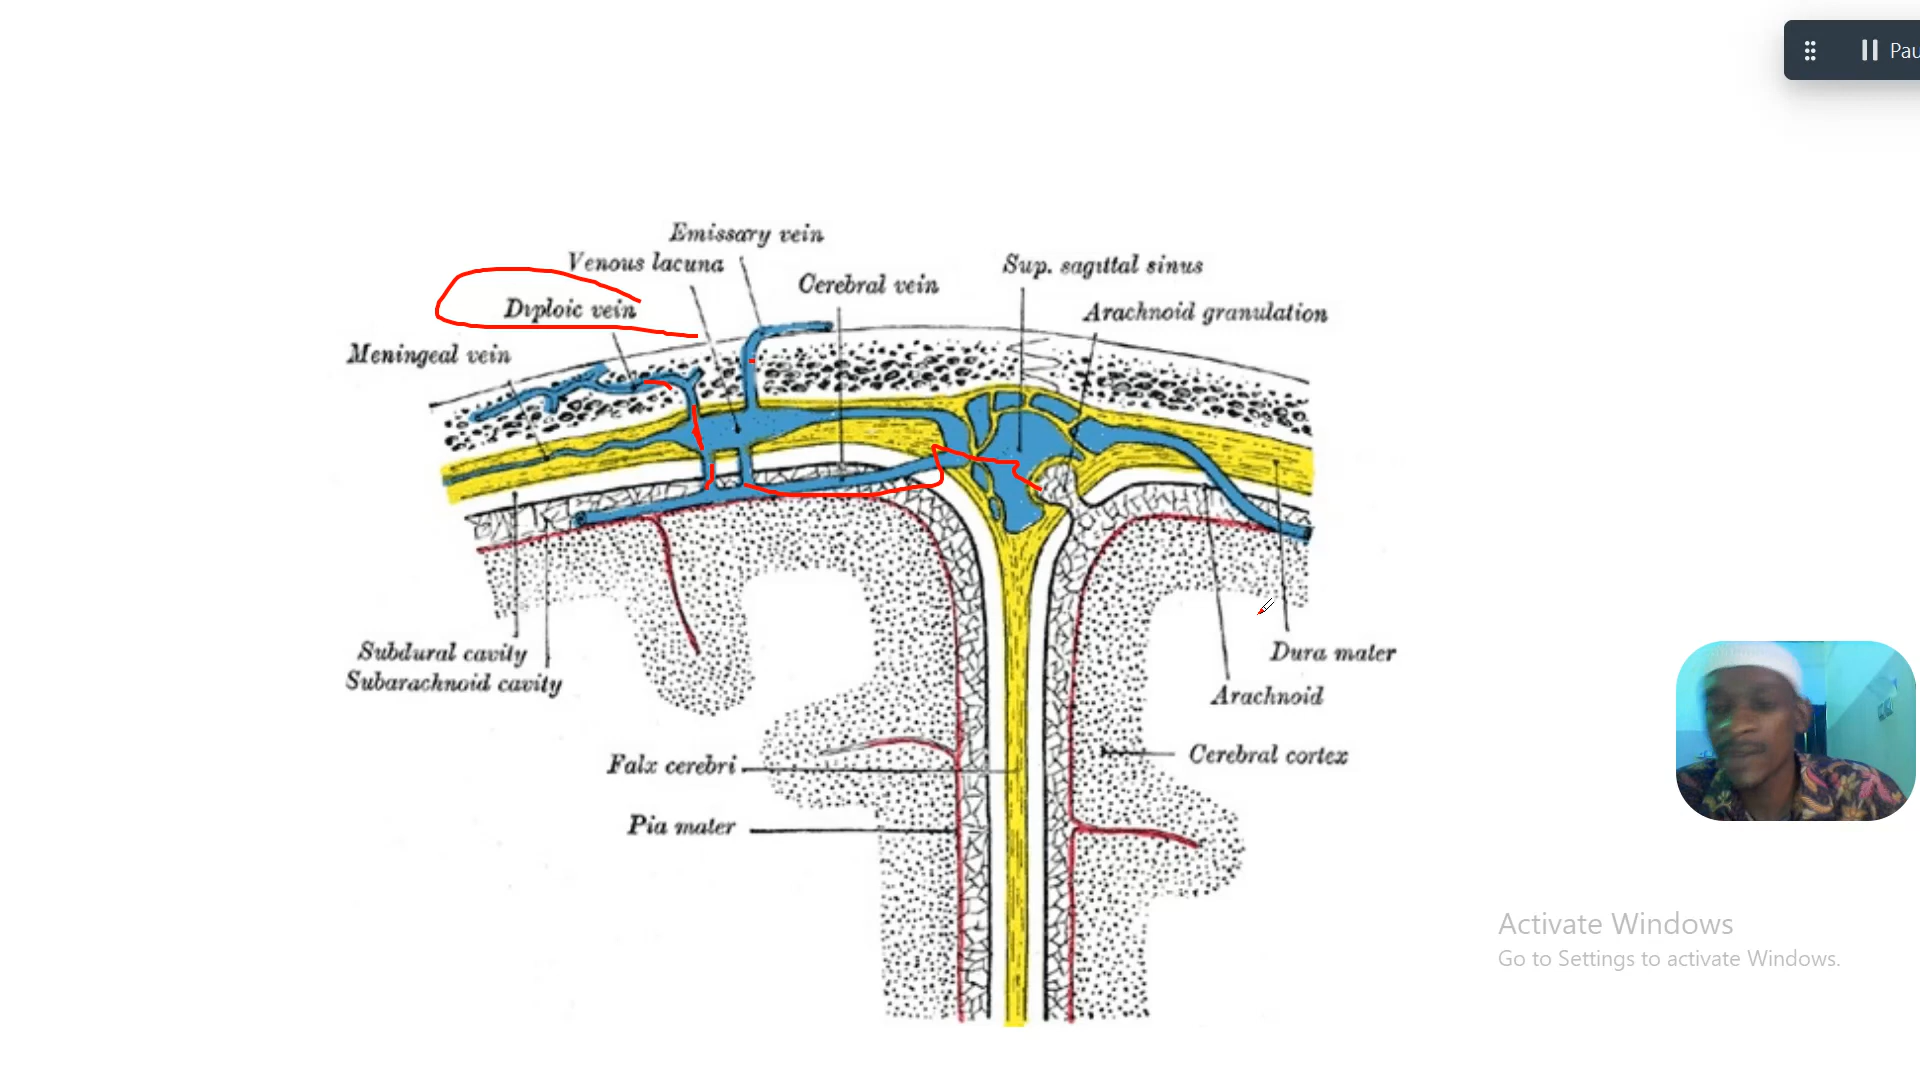 Pau
Emissary vein
Venous lacuna
Sup. sagittal sinus
Cerebral vein
Diploic vein
Arachnoid granulation
Meningeal vein
Subdural cavity
Dura mater
Subarachnoid cavity
Arachnoid
Falx cerebri
Cerebral cortex
Pia mater
Activate Windows
Go to Settings to activate Windows.